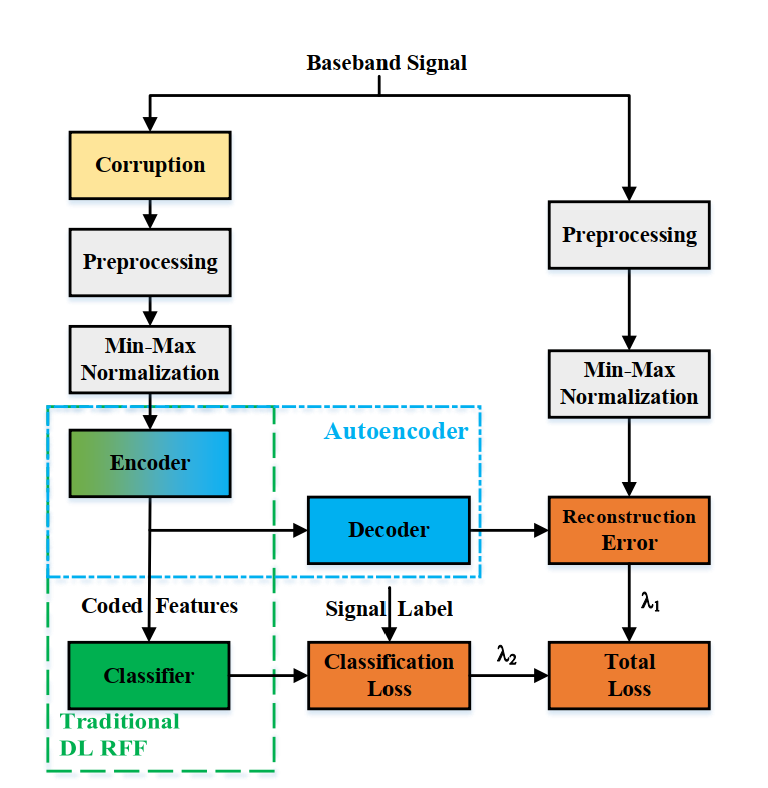 Baseband Signal
Corruption
Preprocessing
Preprocessing
Min-Max
Normalization
Min-Max
Normalization
Autoencoder
Encoder
Decoder
Reconstruction
Error
Coded Features
Signal Label
λ1
Classifier
Classification
Loss
λ2
Total
Loss
Traditional
DL RFF